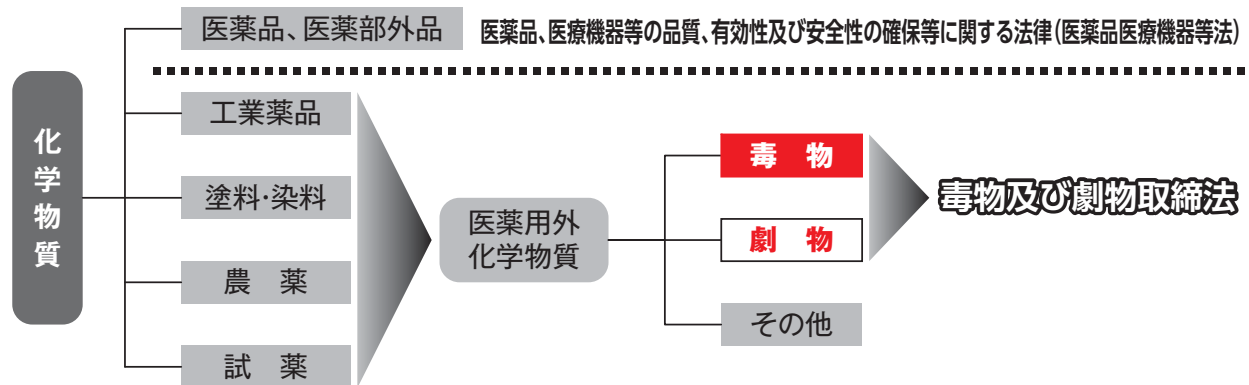 医薬品、医薬部外品
医薬品、医療機器等の品質、有効性及び安全性の確保等に関する法律(医薬品医療機器等法)
化学物質
工業薬品
塗料・染料
農　薬
試　薬
医薬用外
化学物質
毒　物
劇　物
その他
毒物及び劇物取締法